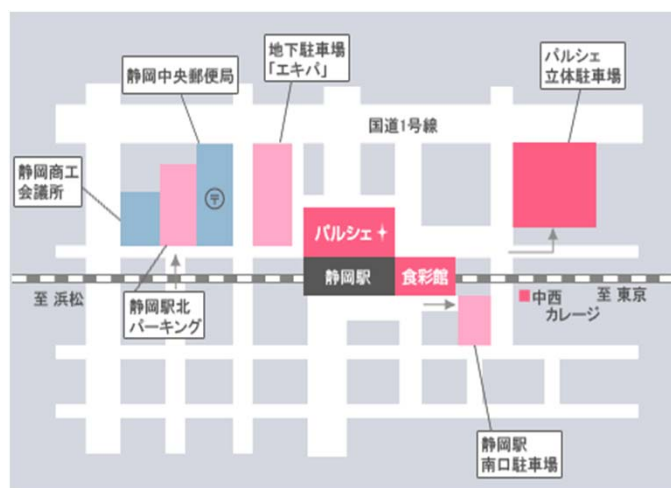 地下駐車場
「エキパ」
パルシェ
立体駐車場
静岡中央郵便局
国道1号線
静岡商工
会議所
〒
パルシェ
静岡駅
食彩館
至 浜松
静岡駅北
パーキング
中西
ガレージ
至 東京
静岡駅
南口駐車場